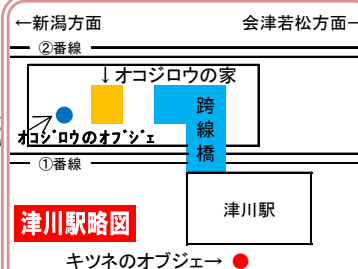 ←新潟方面 会津若松方面
②番線
↓オコジロウの家
跨線橋
オコジロウのオブジェ
①番線
津川駅
津川駅略図
キツネのオブジェ→